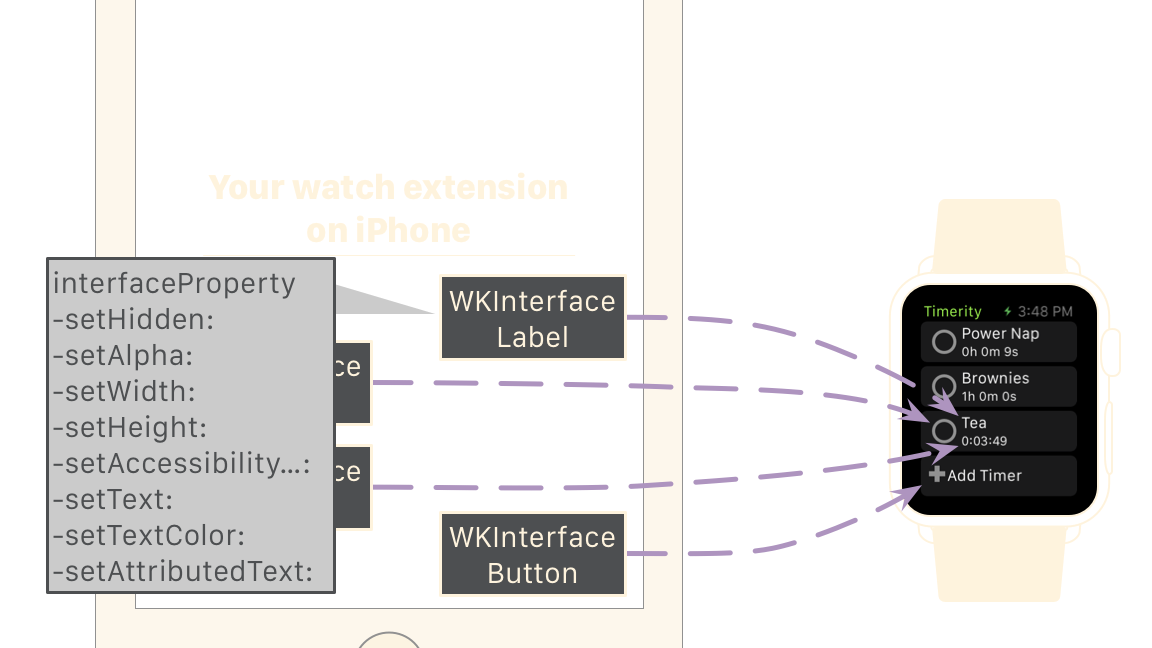 Your watch extension
on iPhone
interfaceProperty
-setHidden:
-setAlpha:
-setWidth:
-setHeight:
-setAccessibility...:
-setText:
-setTextColor:
-setAttributedText:
WKInterface
Label
ce
ce
WKInterface
Button
Timerity 3:48 PM
Power Nap
0h 0m 9s
Brownies
1h 0m 0s
Tea
0:03:49
Add Timer